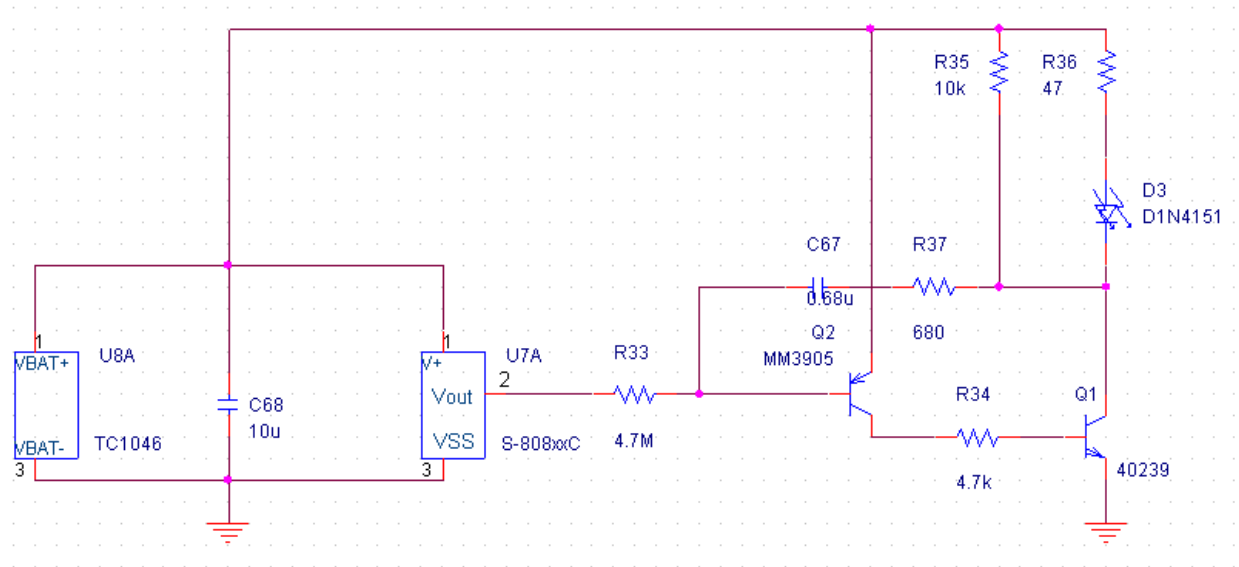 R35
10k
R36
47
D3
D1N4151
C67
0.68u
R37
680
Q2
MM3905
1
VBAT+
VBAT-
3
U8A
TC1046
C68
10u
1
V+
Vout
VSS
2
3
U7A
S-808xxC
R33
4.7M
R34
4.7k
Q1
40239